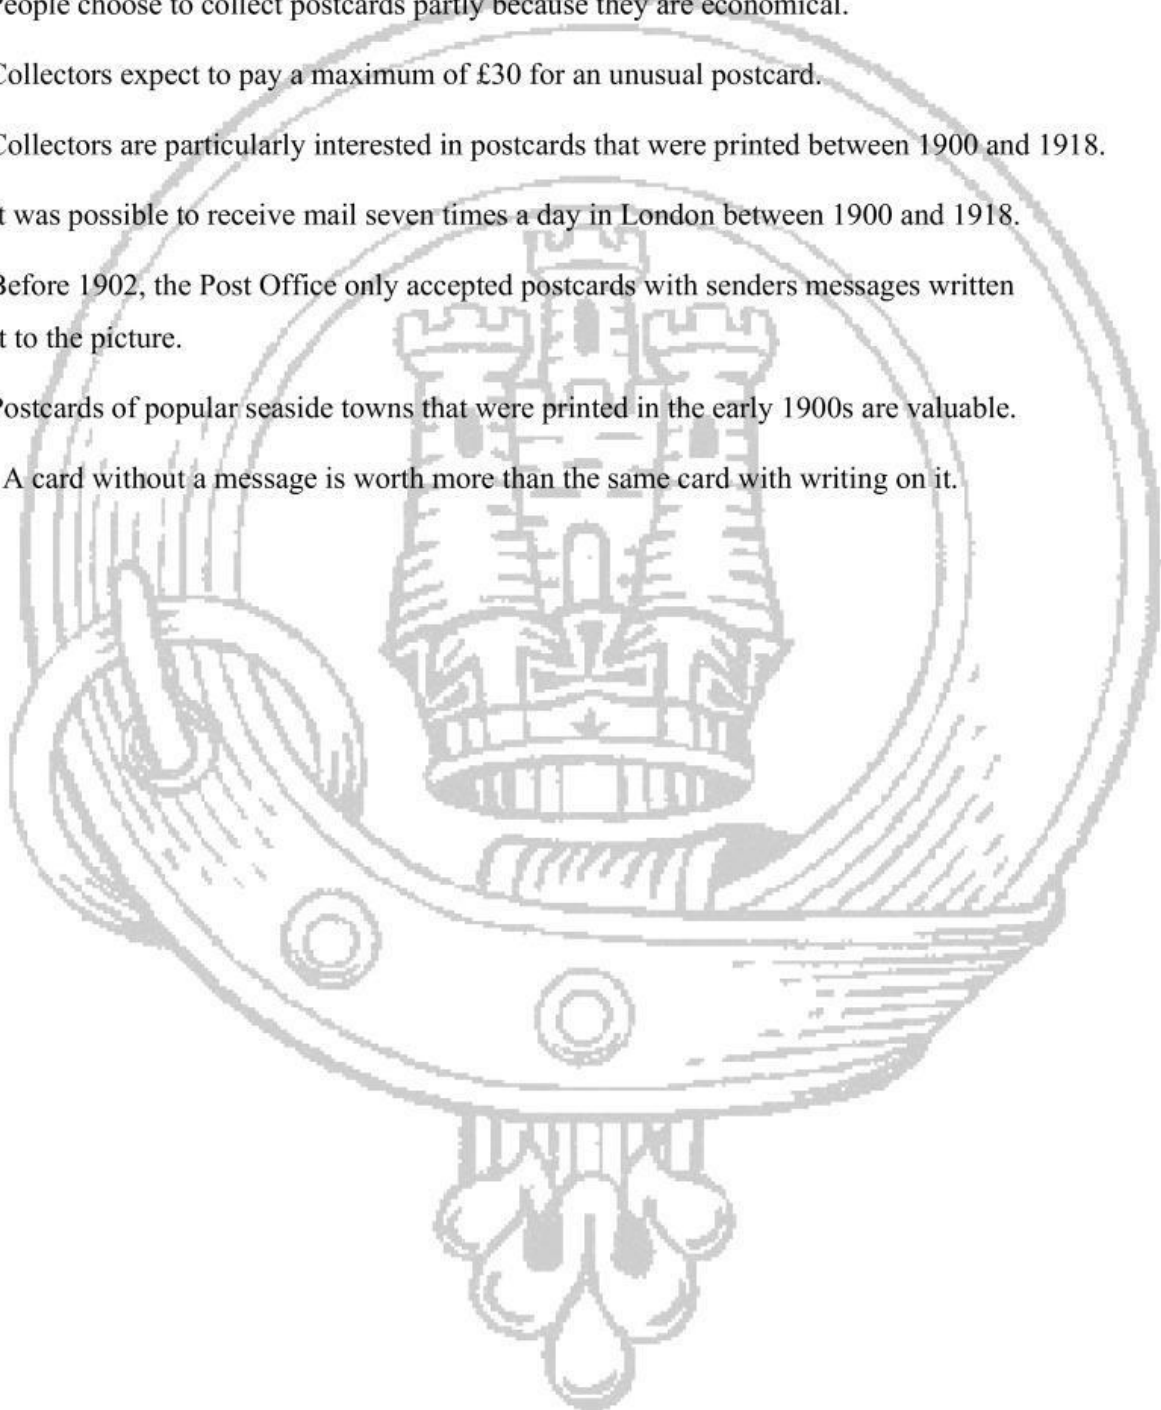 People choose to collect postcards partly because they are economical.
Collectors expect to pay a maximum of £30 for an unusual postcard.
Collectors are particularly interested in postcards that were printed between 1900 and 1918.
It was possible to receive mail seven times a day in London between 1900 and 1918.
Before 1902, the Post Office only accepted postcards with senders messages written
t to the picture.
Postcards of popular seaside towns that were printed in the early 1900s are valuable.
A card without a message is worth more than the same card with writing on it.